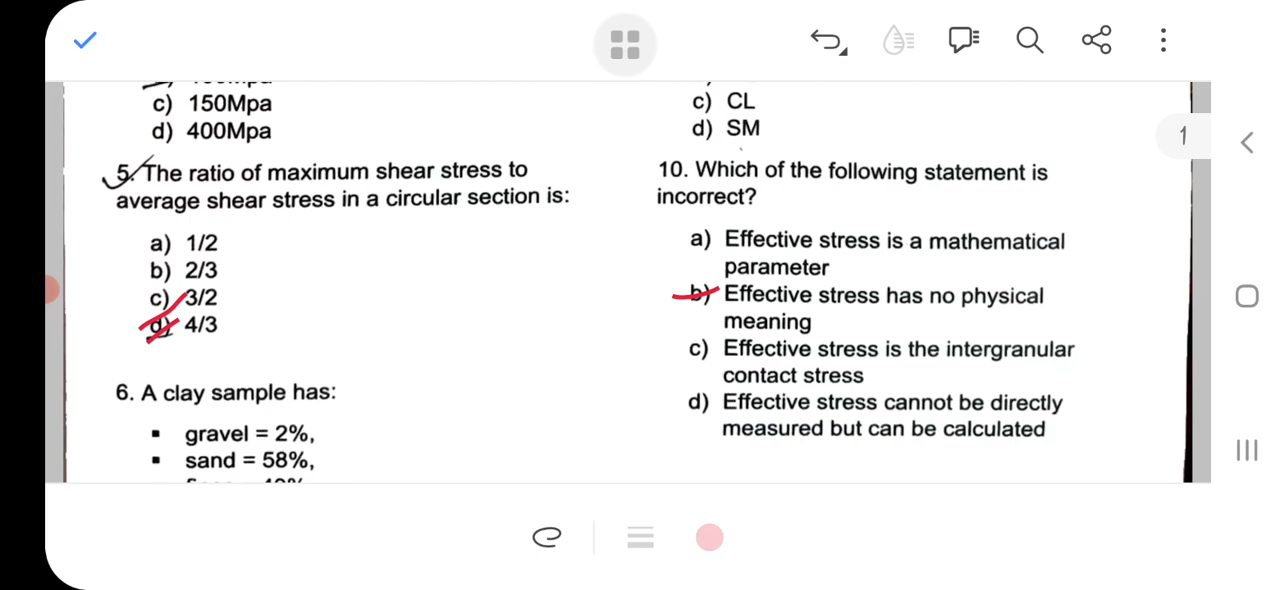 c) 150Mpa
d) 400Mpa
5. The ratio of maximum shear stress to
average shear stress in a circular section is:
a) 1/2
b) 2/3
c) 3/2
d) 4/3
6. A clay sample has:
▪ gravel = 2%,
▪ sand = 58%,
c) CL
d) SM
10. Which of the following statement is
incorrect?
a) Effective stress is a mathematical
parameter
b) Effective stress has no physical
meaning
c) Effective stress is the intergranular
contact stress
d) Effective stress cannot be directly
measured but can be calculated
1